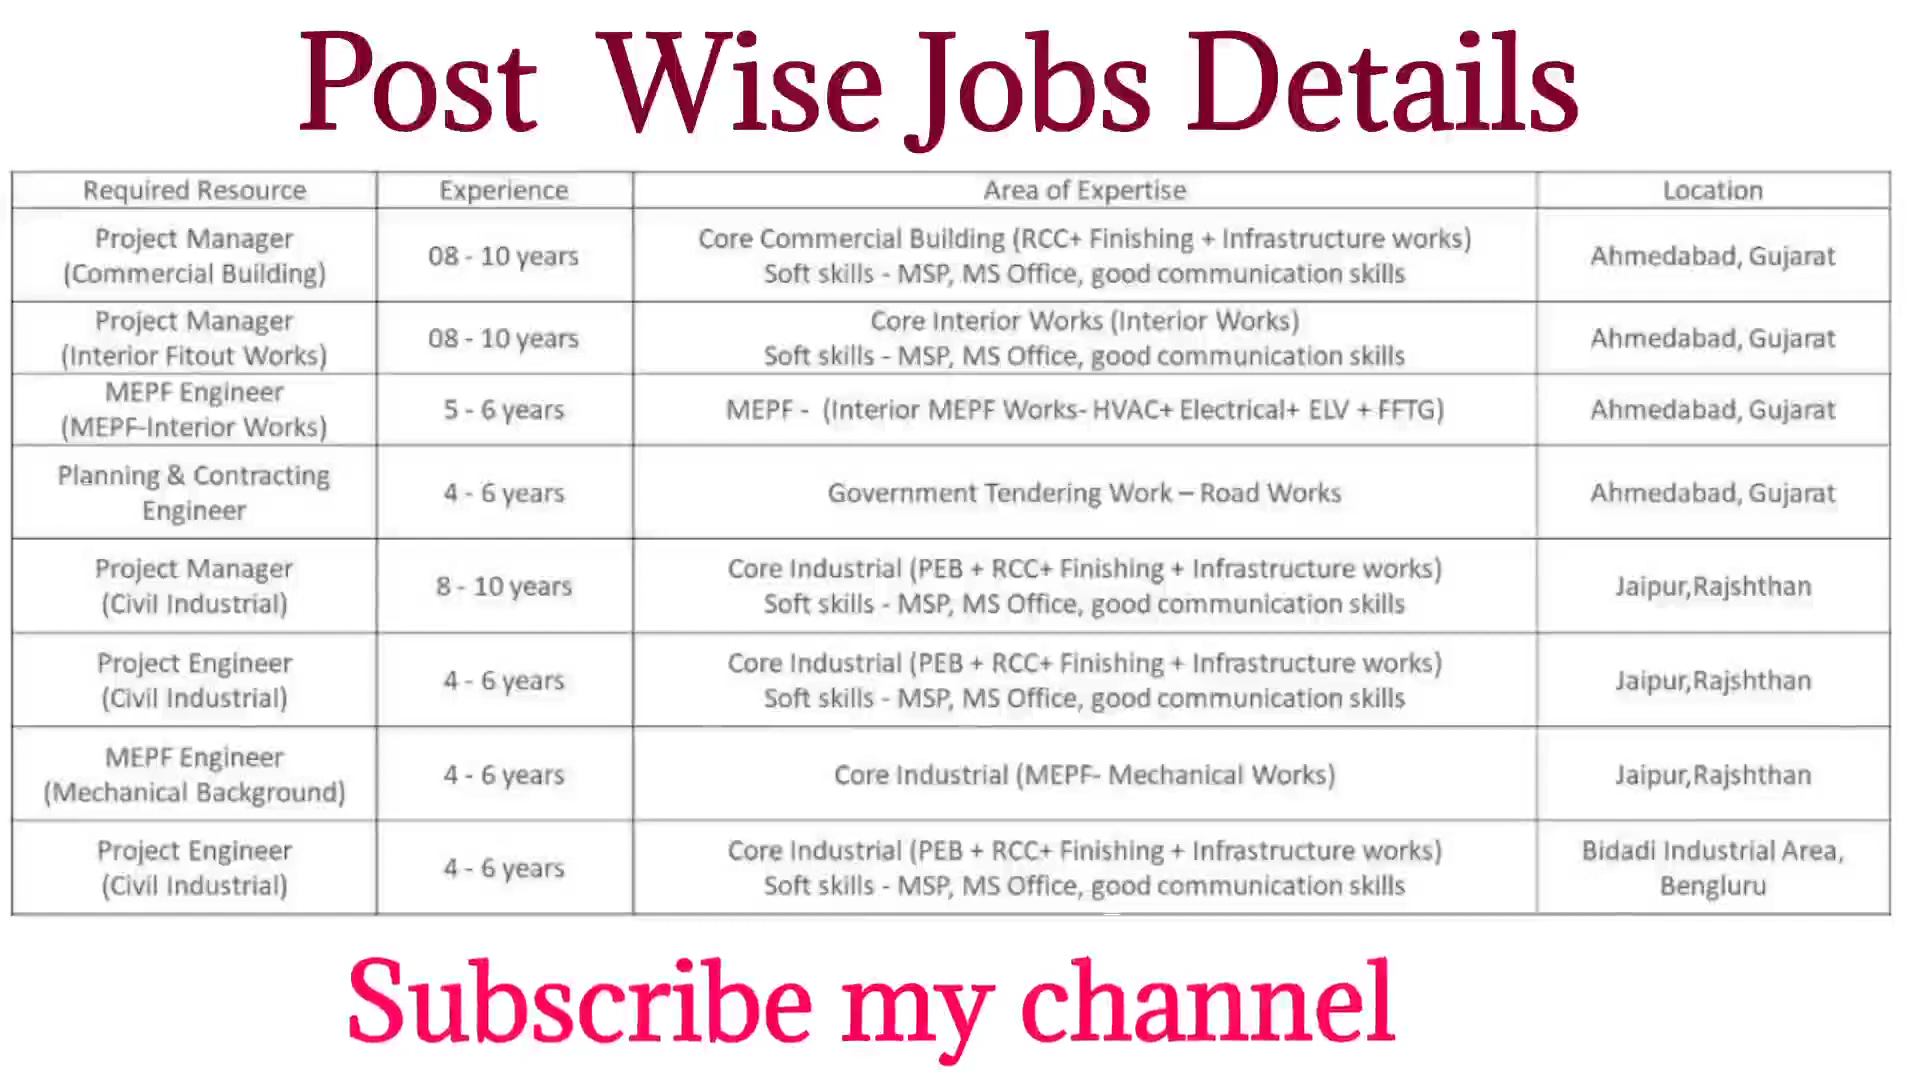 Post Wise Jobs Details
Required Resource Experience Area of Expertise Location
Project Manager
(Commercial Building)
08 - 10 years
Core Commercial Building (RCC+ Finishing + Infrastructure works)
Soft skills - MSP, MS Office, good communication skills
Ahmedabad, Gujarat
Project Manager
(Interior Fitout Works)
08 - 10 years
Core Interior Works (Interior Works)
Soft skills - MSP, MS Office, good communication skills
Ahmedabad, Gujarat
MEPF Engineer
(MEPF-Interior Works)
5 - 6 years
MEPF - (Interior MEPF Works- HVAC+ Electrical+ ELV + FFTG)
Ahmedabad, Gujarat
Planning & Contracting
Engineer
4 - 6 years
Government Tendering Work – Road Works
Ahmedabad, Gujarat
Project Manager
(Civil Industrial)
8 - 10 years
Core Industrial (PEB + RCC+ Finishing + Infrastructure works)
Soft skills - MSP, MS Office, good communication skills
Jaipur,Rajshthan
Project Engineer
(Civil Industrial)
4 - 6 years
Core Industrial (PEB + RCC+ Finishing + Infrastructure works)
Soft skills - MSP, MS Office, good communication skills
Jaipur,Rajshthan
MEPF Engineer
(Mechanical Background)
4 - 6 years
Core Industrial (MEPF- Mechanical Works)
Jaipur,Rajshthan
Project Engineer
(Civil Industrial)
4 - 6 years
Core Industrial (PEB + RCC+ Finishing + Infrastructure works)
Soft skills - MSP, MS Office, good communication skills
Bidadi Industrial Area,
Bengluru
Subscribe my channel